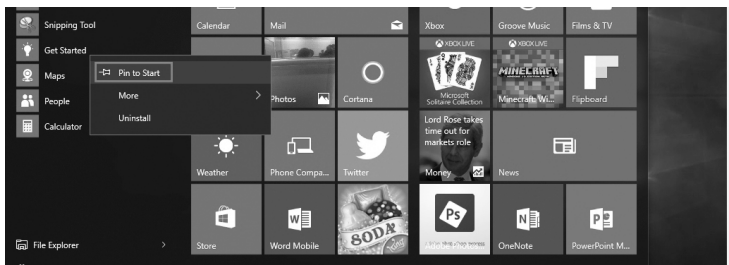 Snipping Tool
Get Started
Maps
People
Calculator
File Explorer
Pin to Start
More
Uninstall
Calendar
Mail
Photos
Cortana
Weather
Phone Compa...
Twitter
Store
Word Mobile
SODA
Xbox
Groove Music
Films & TV
XBOX LIVE
Microsoft
Solitaire Collection
XBOX LIVE
MINECRAFT
Minecraft: Wi...
Flipboard
Lord Rose takes
time out for
markets role
Money
News
Ps
OneNote
N
PowerPoint M...
P
W